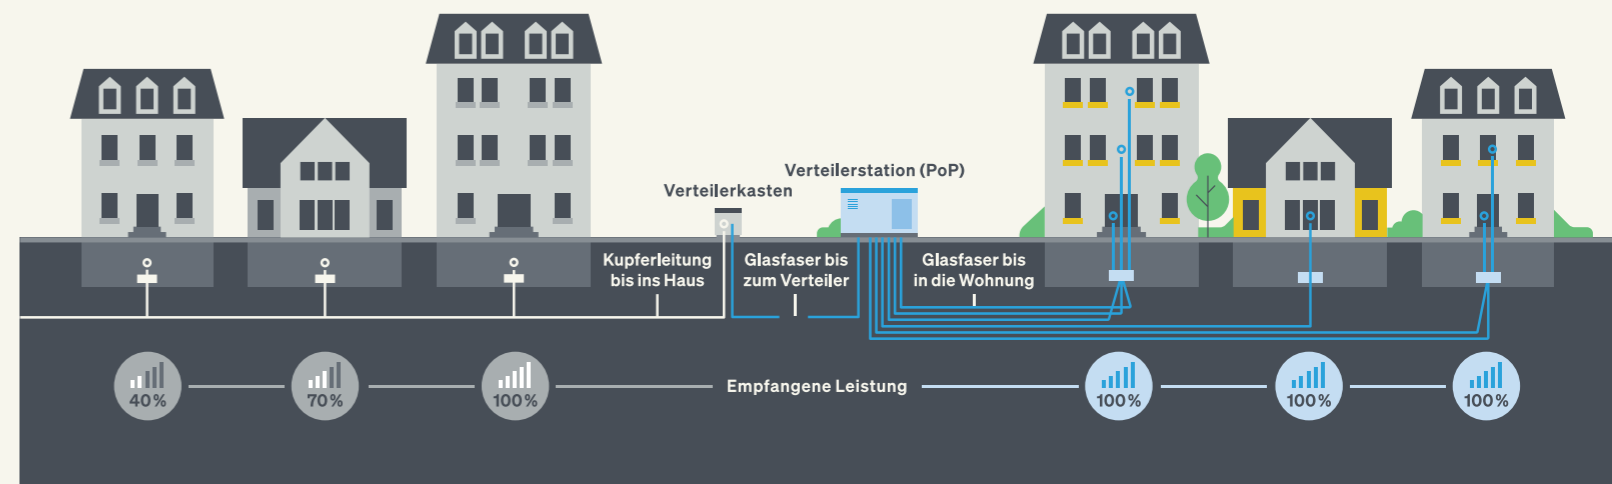 Verteilerstation (PoP)
Verteilerkasten
Kupferleitung
bis ins Haus
Glasfaser bis
zum Verteiler
Glasfaser bis
in die Wohnung
Empfangene Leistung
40 %
70 %
100 %
100 %
100 %
100 %